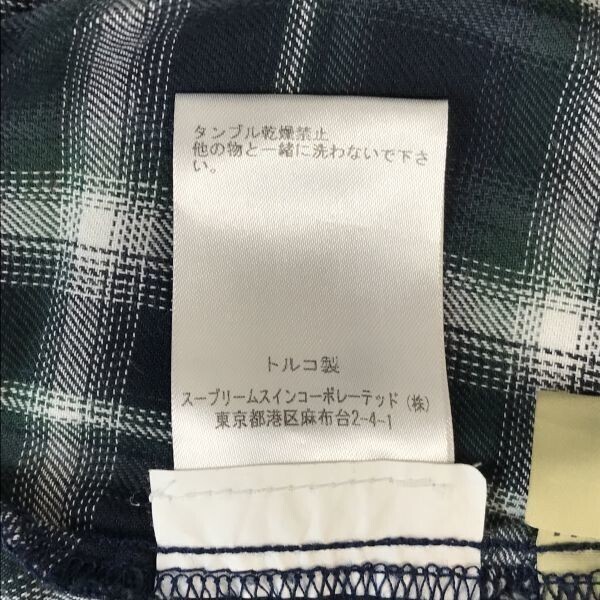 タンブル乾燥禁止
他の物と一緒に洗わないで下さ
い。
トルコ製
スーブリームスインコーポレーテッド(株)
東京都港区麻布台2-4-1